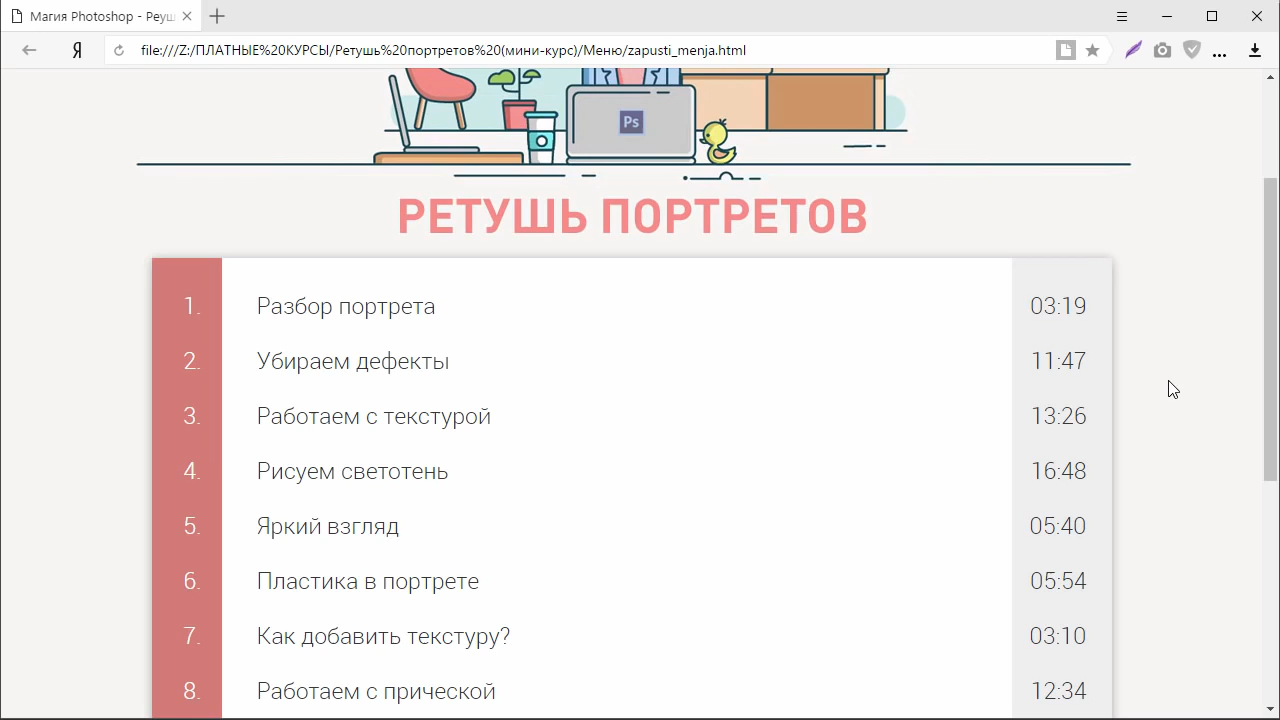 Магия Photoshop - Реуш
Я
file:///Z:/ПЛАТНЫЕ%20КУРСЫ/Ретушь%20портретов%20(мини-курс)/Меню/zapusti_menja.html
Ps
РЕТУШЬ ПОРТРЕТОВ
1. Разбор портрета 03:19
2. Убираем дефекты 11:47
3. Работаем с текстурой 13:26
4. Рисуем светотень 16:48
5. Яркий взгляд 05:40
6. Пластика в портрете 05:54
7. Как добавить текстуру? 03:10
8. Работаем с прической 12:34